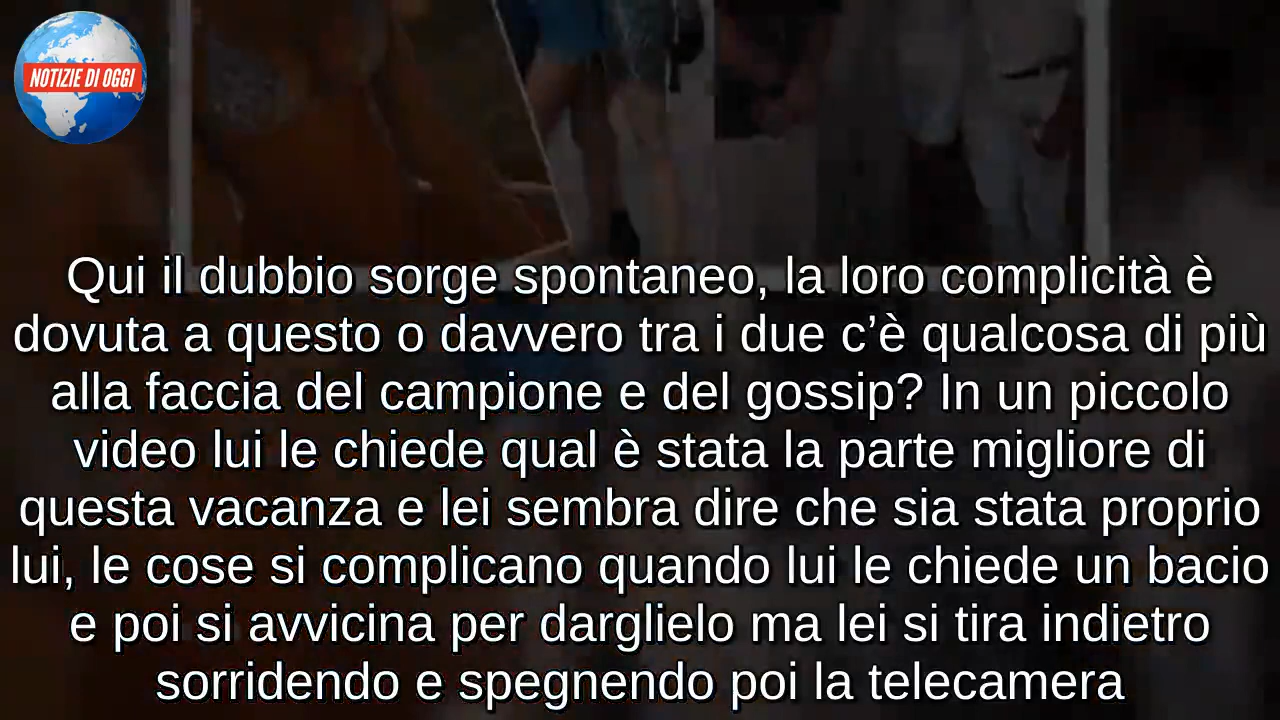 NOTIZIE DI OGGI
Qui il dubbio sorge spontaneo, la loro complicità è
dovuta a questo o davvero tra i due c’è qualcosa di più
alla faccia del campione e del gossip? In un piccolo
video lui le chiede qual è stata la parte migliore di
questa vacanza e lei sembra dire che sia stata proprio
lui, le cose si complicano quando lui le chiede un bacio
e poi si avvicina per darglielo ma lei si tira indietro
sorridendo e spegnendo poi la telecamera